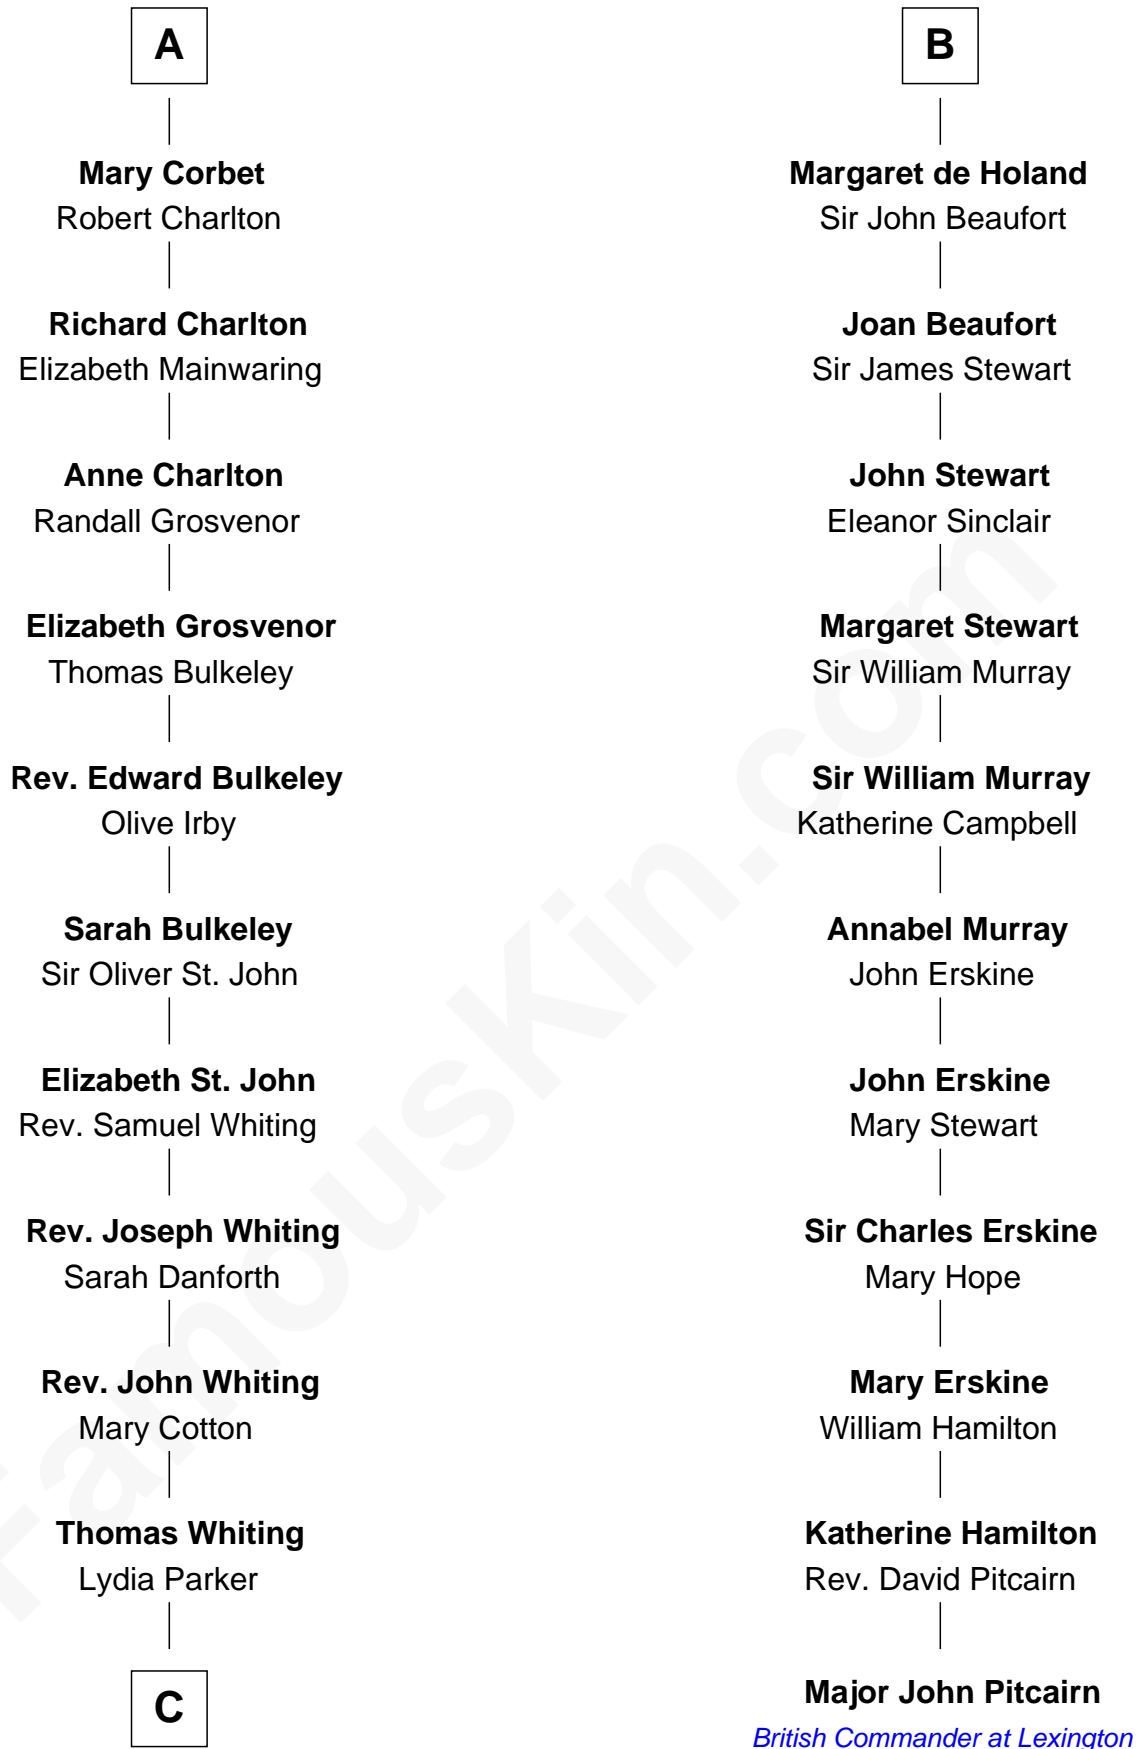 A
Mary Corbet
Robert Charlton
Richard Charlton
Elizabeth Mainwaring
Anne Charlton
Randall Grosvenor
Elizabeth Grosvenor
Thomas Bulkeley
Rev. Edward Bulkeley
Olive Irby
Sarah Bulkeley
Sir Oliver St. John
Elizabeth St. John
Rev. Samuel Whiting
Rev. Joseph Whiting
Sarah Danforth
Rev. John Whiting
Mary Cotton
Thomas Whiting
Lydia Parker
C
B
Margaret de Holand
Sir John Beaufort
Joan Beaufort
Sir James Stewart
John Stewart
Eleanor Sinclair
Margaret Stewart
Sir William Murray
Sir William Murray
Katherine Campbell
Annabel Murray
John Erskine
John Erskine
Mary Stewart
Sir Charles Erskine
Mary Hope
Mary Erskine
William Hamilton
Katherine Hamilton
Rev. David Pitcairn
Major John Pitcairn
British Commander at Lexington
FamousKin.com